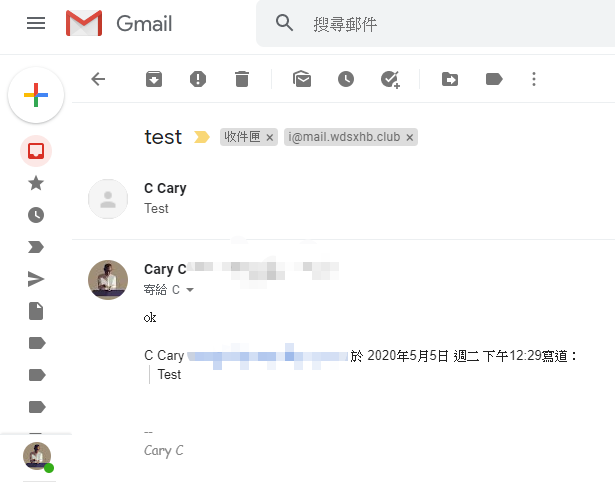 Gmail
搜尋郵件
test 收件匣 × i@mail.wdsxhb.club ×
C Cary
Test
Cary C
寄給 C
ok
C Cary 於 2020年5月5日 週二 下午12:29寫道：
Test
--
Cary C